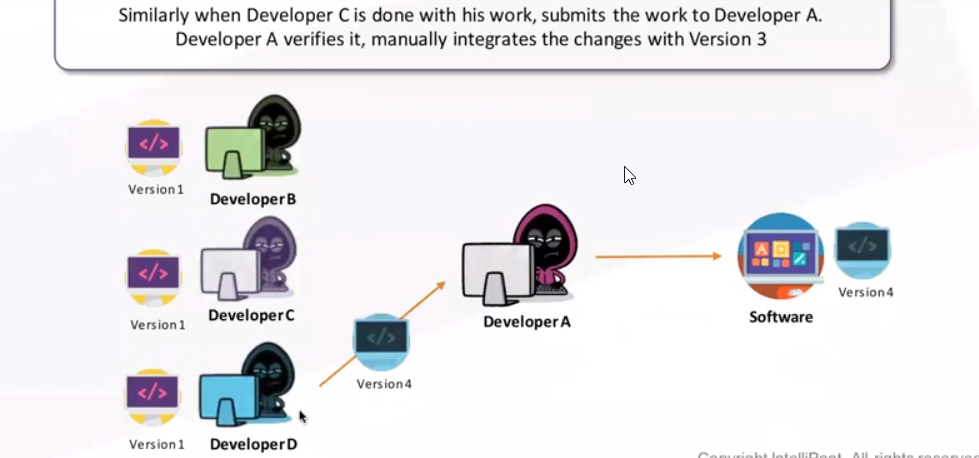 Similarly when Developer C is done with his work, submits the work to Developer A.
Developer A verifies it, manually integrates the changes with Version 3
</>
Version 1
Developer B
</>
Version 1
Developer C
</>
Version 1
Developer D
</>
Version 4
Developer A
A
Software
</>
Version 4